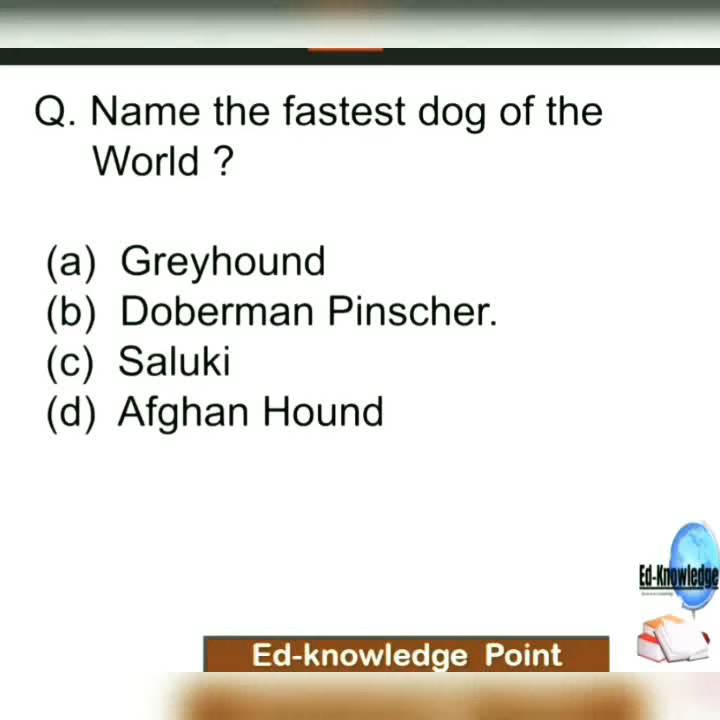 Q. Name the fastest dog of the
World ?
(a) Greyhound
(b) Doberman Pinscher.
(c) Saluki
(d) Afghan Hound
Ed-Knowledge
Ed-knowledge Point